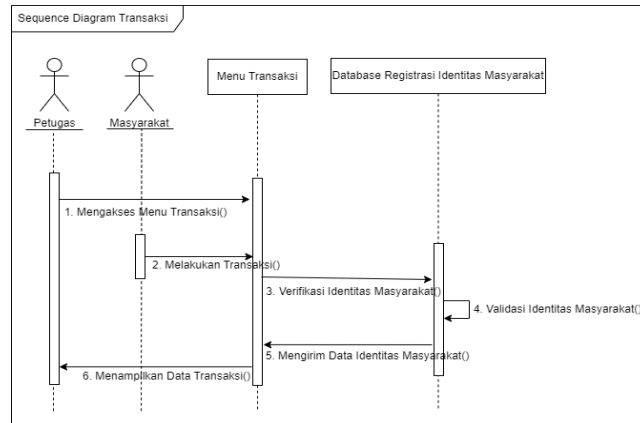 Sequence Diagram Transaksi
Petugas
Masyarakat
Menu Transaksi
Database Registrasi Identitas Masyarakat
1. Mengakses Menu Transaksi()
2. Melakukan Transaksi()
3. Verifikasi Identitas Masyarakat()
4. Validasi Identitas Masyarakat()
5. Mengirim Data Identitas Masyarakat()
6. Menampilkan Data Transaksi()